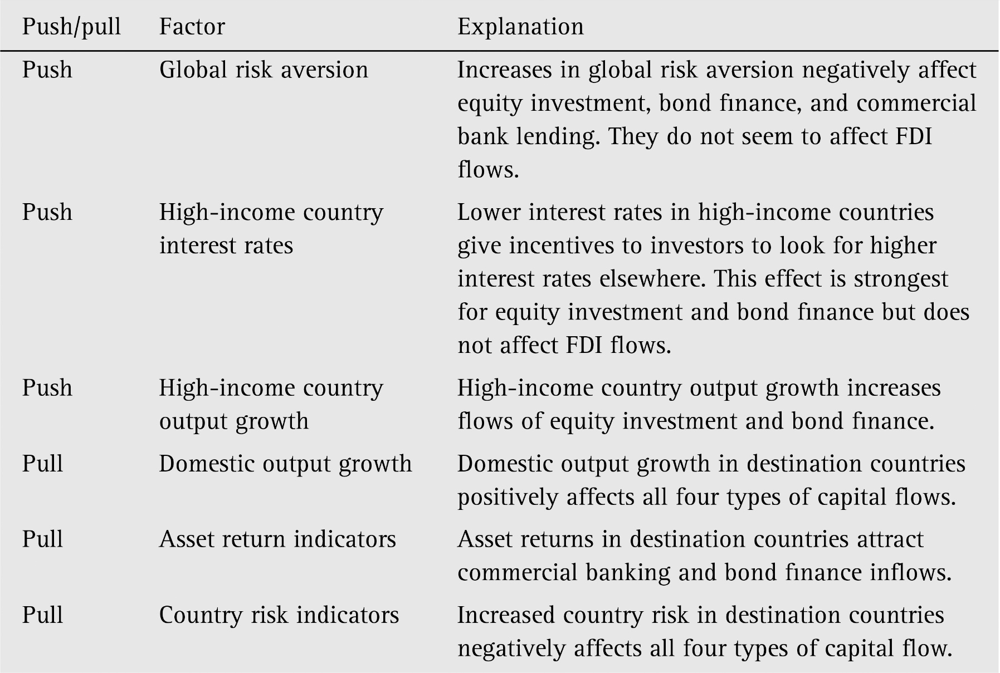 Push/pull Factor Explanation
Push Global risk aversion Increases in global risk aversion negatively affect
equity investment, bond finance, and commercial
bank lending. They do not seem to affect FDI
flows.
Push High-income country Lower interest rates in high-income countries
interest rates give incentives to investors to look for higher
interest rates elsewhere. This effect is strongest
for equity investment and bond finance but does
not affect FDI flows.
Push High-income country High-income country output growth increases
output growth flows of equity investment and bond finance.
Pull Domestic output growth Domestic output growth in destination countries
positively affects all four types of capital flows.
Pull Asset return indicators Asset returns in destination countries attract
commercial banking and bond finance inflows.
Pull Country risk indicators Increased country risk in destination countries
negatively affects all four types of capital flow.